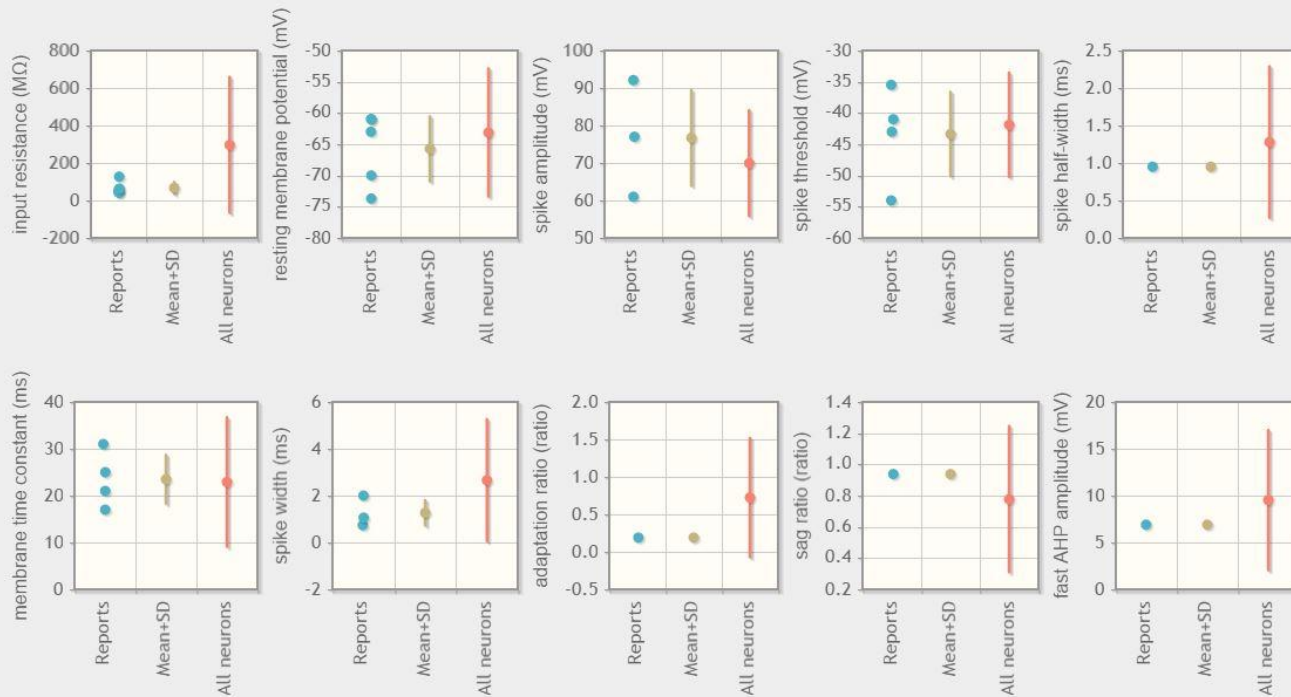 input resistance (MΩ)
800
600
400
200
0
-200
Reports
Mean+SD
All neurons
resting membrane potential (mV)
-50
-55
-60
-65
-70
-75
-80
Reports
Mean+SD
All neurons
spike amplitude (mV)
100
90
80
70
60
50
Reports
Mean+SD
All neurons
spike threshold (mV)
-30
-35
-40
-45
-50
-55
-60
Reports
Mean+SD
All neurons
spike half-width (ms)
2.5
2.0
1.5
1.0
0.5
0.0
Reports
Mean+SD
All neurons
membrane time constant (ms)
40
30
20
10
0
Reports
Mean+SD
All neurons
spike width (ms)
6
4
2
0
-2
Reports
Mean+SD
All neurons
adaptation ratio (ratio)
2.0
1.5
1.0
0.5
0.0
-0.5
Reports
Mean+SD
All neurons
sag ratio (ratio)
1.4
1.2
1.0
0.8
0.6
0.4
0.2
Reports
Mean+SD
All neurons
fast AHP amplitude (mV)
20
15
10
5
0
Reports
Mean+SD
All neurons